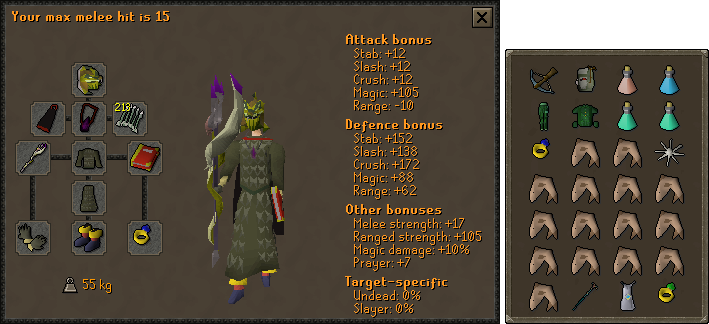 Your max melee hit is 15
Attack bonus
Stab: +12
Slash: +12
Crush: +12
Magic: +105
Range: -10
Defence bonus
Stab: +152
Slash: +138
Crush: +172
Magic: +88
Range: +62
Other bonuses
Melee strength: +17
Ranged strength: +105
Magic damage: +10%
Prayer: +7
Target-specific
Undead: 0%
Slayer: 0%
55 kg